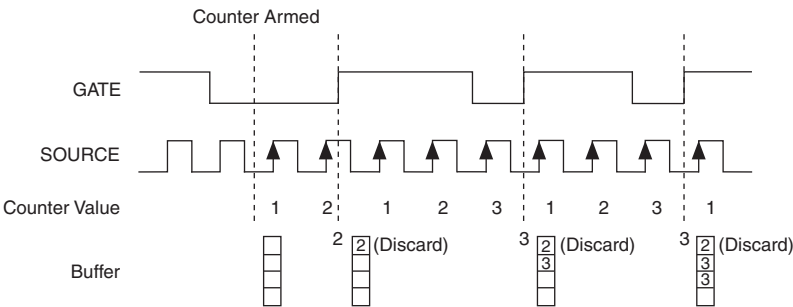 Counter Armed
GATE
SOURCE
Counter Value 1 2 1 2 3 1 2 3 1
2 3 3
Buffer 2 (Discard) 2 (Discard) 2 (Discard)
3 3
3